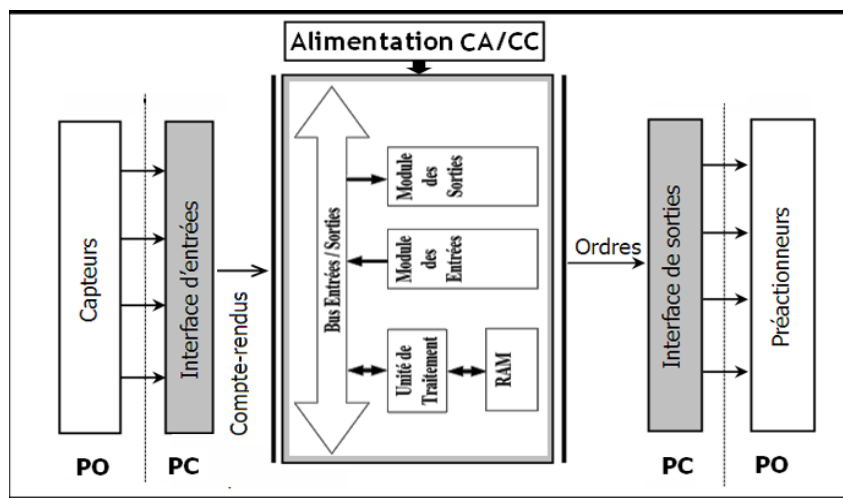 Alimentation CA/CC
Capteurs
Interface d'entrées
Compte-rendus
Bus Entrées / Sorties
Module
des
Sorties
Module
des
Entrées
Unité de
Traitement
RAM
Ordres
Interface de sorties
Préactionneurs
PO
PC
PC
PO